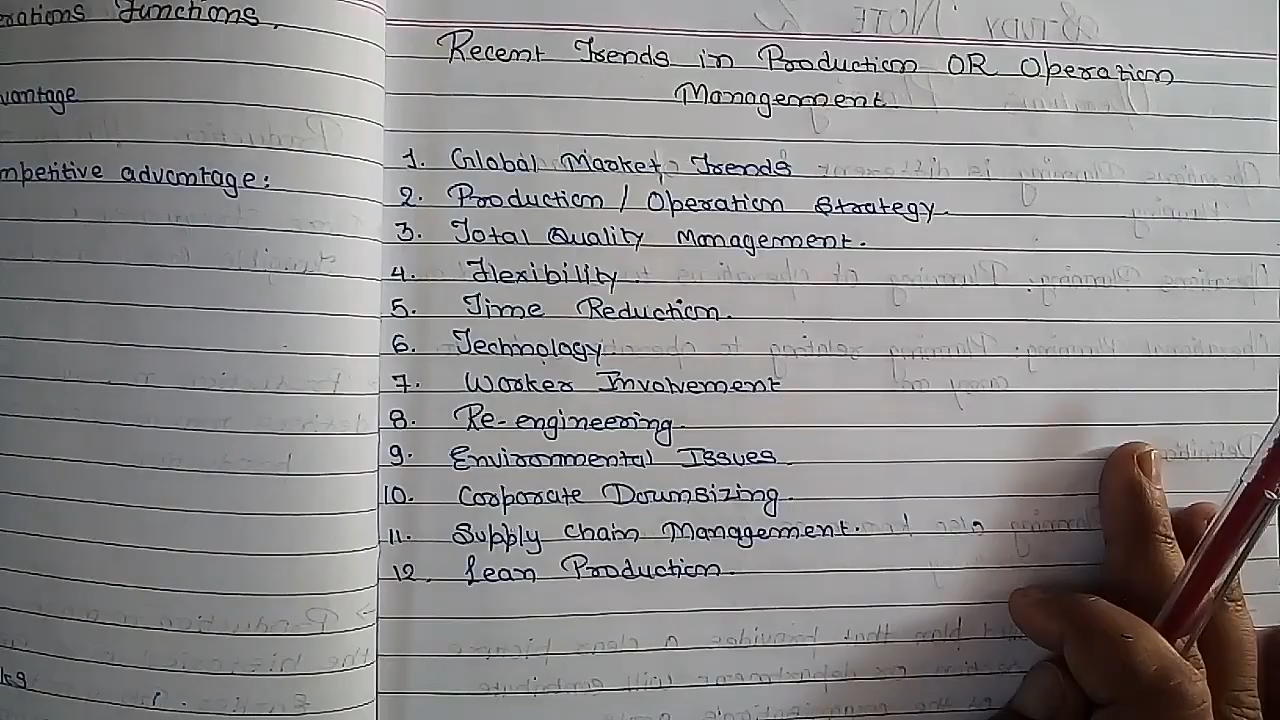 erations Functions.
vantage
mpetitive advantage:
Recent Trends in Production OR Operation
Management
1. Global Market, Trends
2. Production / Operation Strategy.
3. Total Quality Management.
4. Flexibility.
5. Time Reduction.
6. Technology
7. Worker Involvement
8. Re-engineering
9. Environmental Issues
10. Corporate Downsizing.
11. Supply Chain Management.
12. Lean Production